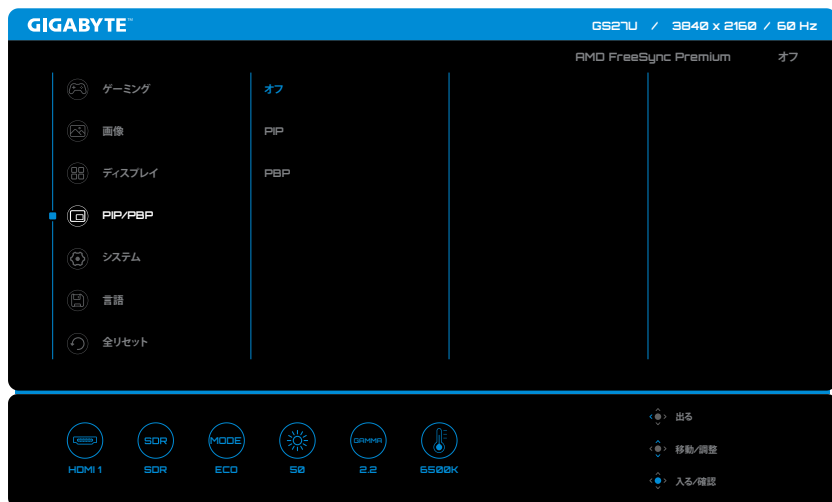 GIGABYTE™
GS27U / 3840 x 2160 / 60 Hz
AMD FreeSync Premium オフ
ゲーミング
オフ
画像
PIP
ディスプレイ
PBP
PIP/PBP
システム
言語
全リセット
SDR
MODE
GAMMA
HDMI 1
SDR
ECO
50
2.2
6500K
出る
移動/調整
入る/確認